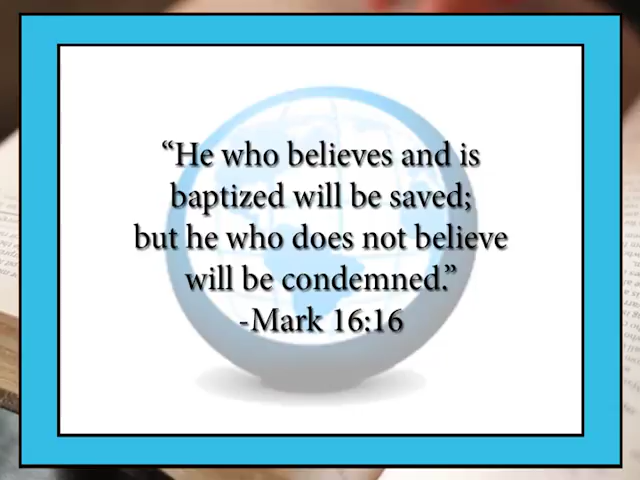 “He who believes and is
baptized will be saved;
but he who does not believe
will be condemned.”
-Mark 16:16